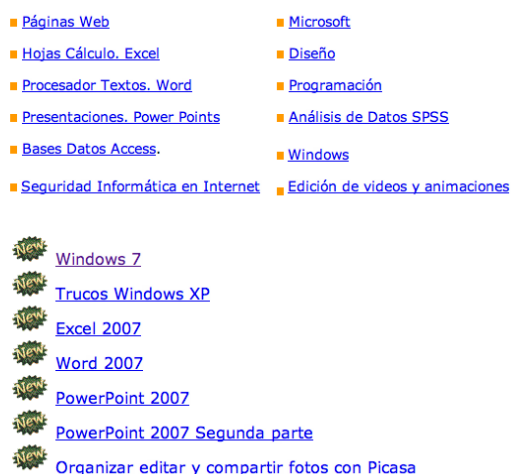 Páginas Web
Microsoft
Hojas Cálculo. Excel
Diseño
Procesador Textos. Word
Programación
Presentaciones. Power Points
Análisis de Datos SPSS
Bases Datos Access.
Windows
Seguridad Informática en Internet
Edición de videos y animaciones
New Windows 7
New Trucos Windows XP
New Excel 2007
New Word 2007
New PowerPoint 2007
New PowerPoint 2007 Segunda parte
New Organizar editar y compartir fotos con Picasa